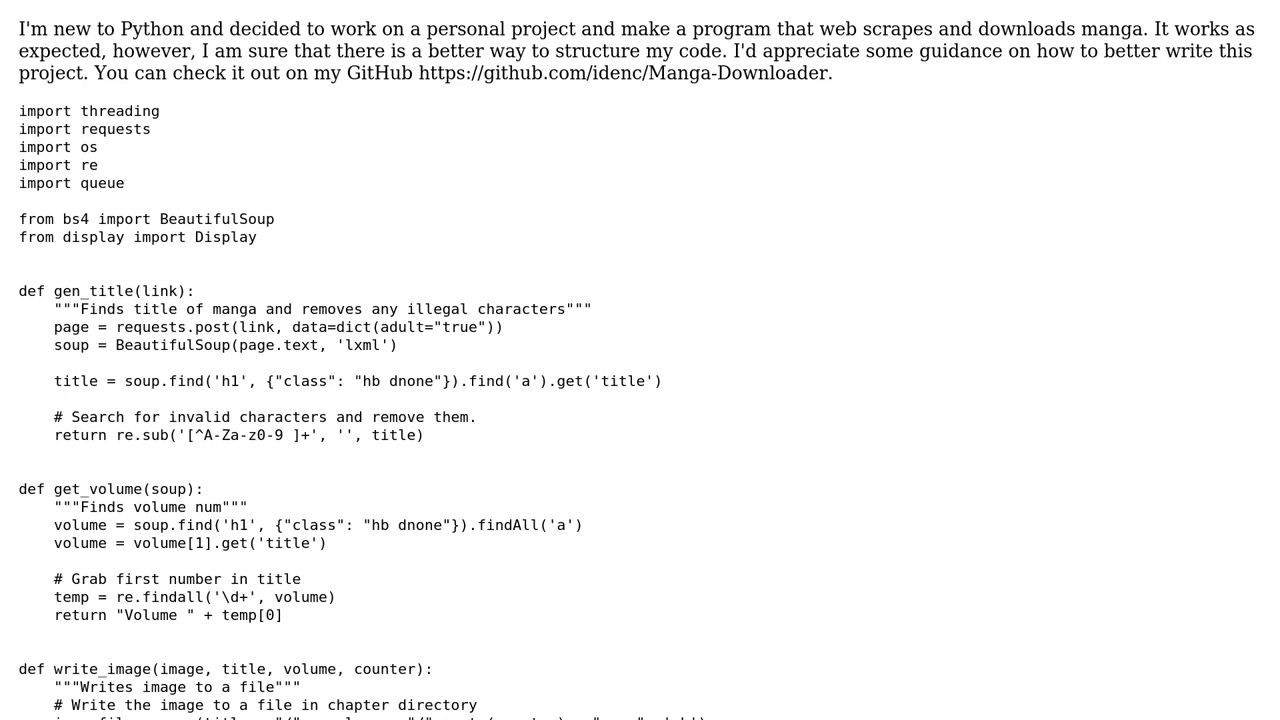 I'm new to Python and decided to work on a personal project and make a program that web scrapes and downloads manga. It works as
expected, however, I am sure that there is a better way to structure my code. I'd appreciate some guidance on how to better write this
project. You can check it out on my GitHub https://github.com/idenc/Manga-Downloader.
import threading
import requests
import os
import re
import queue
from bs4 import BeautifulSoup
from display import Display
def gen_title(link):
    """Finds title of manga and removes any illegal characters"""
    page = requests.post(link, data=dict(adult="true"))
    soup = BeautifulSoup(page.text, 'lxml')
    title = soup.find('h1', {"class": "hb dnone"}).find('a').get('title')
    # Search for invalid characters and remove them.
    return re.sub('[^A-Za-z0-9 ]+', '', title)
def get_volume(soup):
    """Finds volume num"""
    volume = soup.find('h1', {"class": "hb dnone"}).findAll('a')
    volume = volume[1].get('title')
    # Grab first number in title
    temp = re.findall('\d+', volume)
    return "Volume " + temp[0]
def write_image(image, title, volume, counter):
    """Writes image to a file"""
    # Write the image to a file in chapter directory